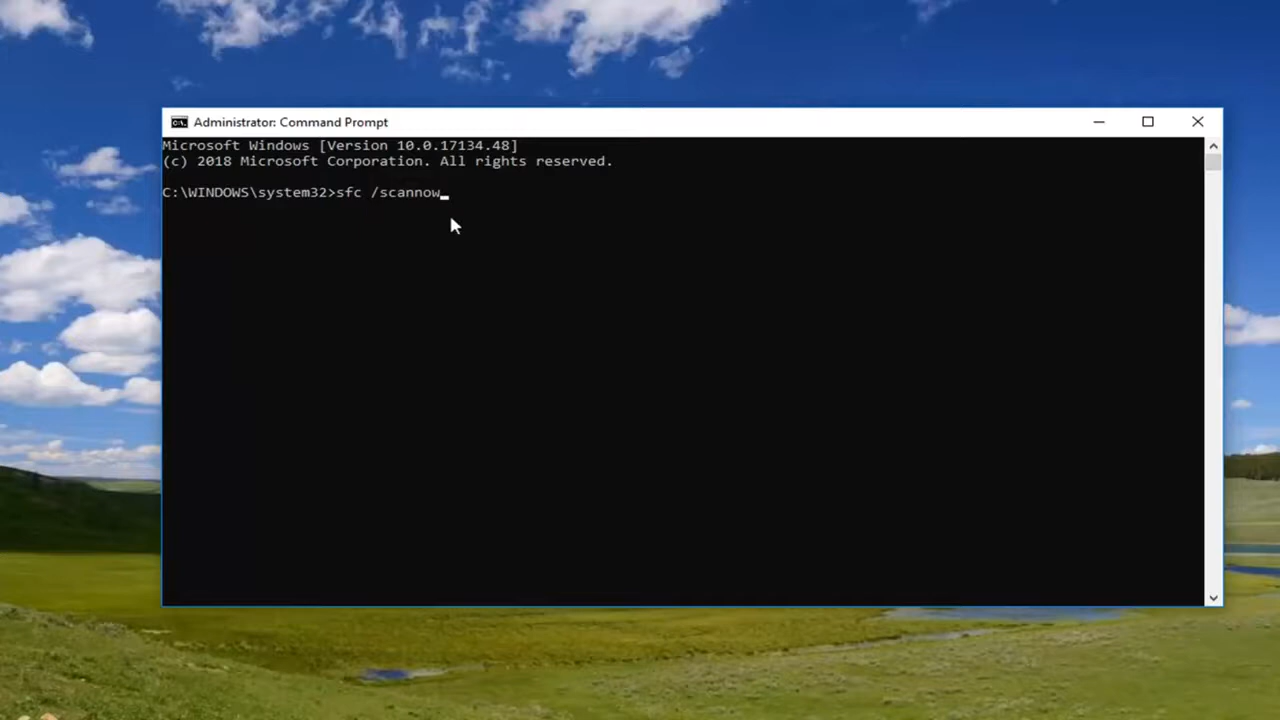 Administrator: Command Prompt
Microsoft Windows [Version 10.0.17134.48]
(c) 2018 Microsoft Corporation. All rights reserved.
C:\WINDOWS\system32>sfc /scannow